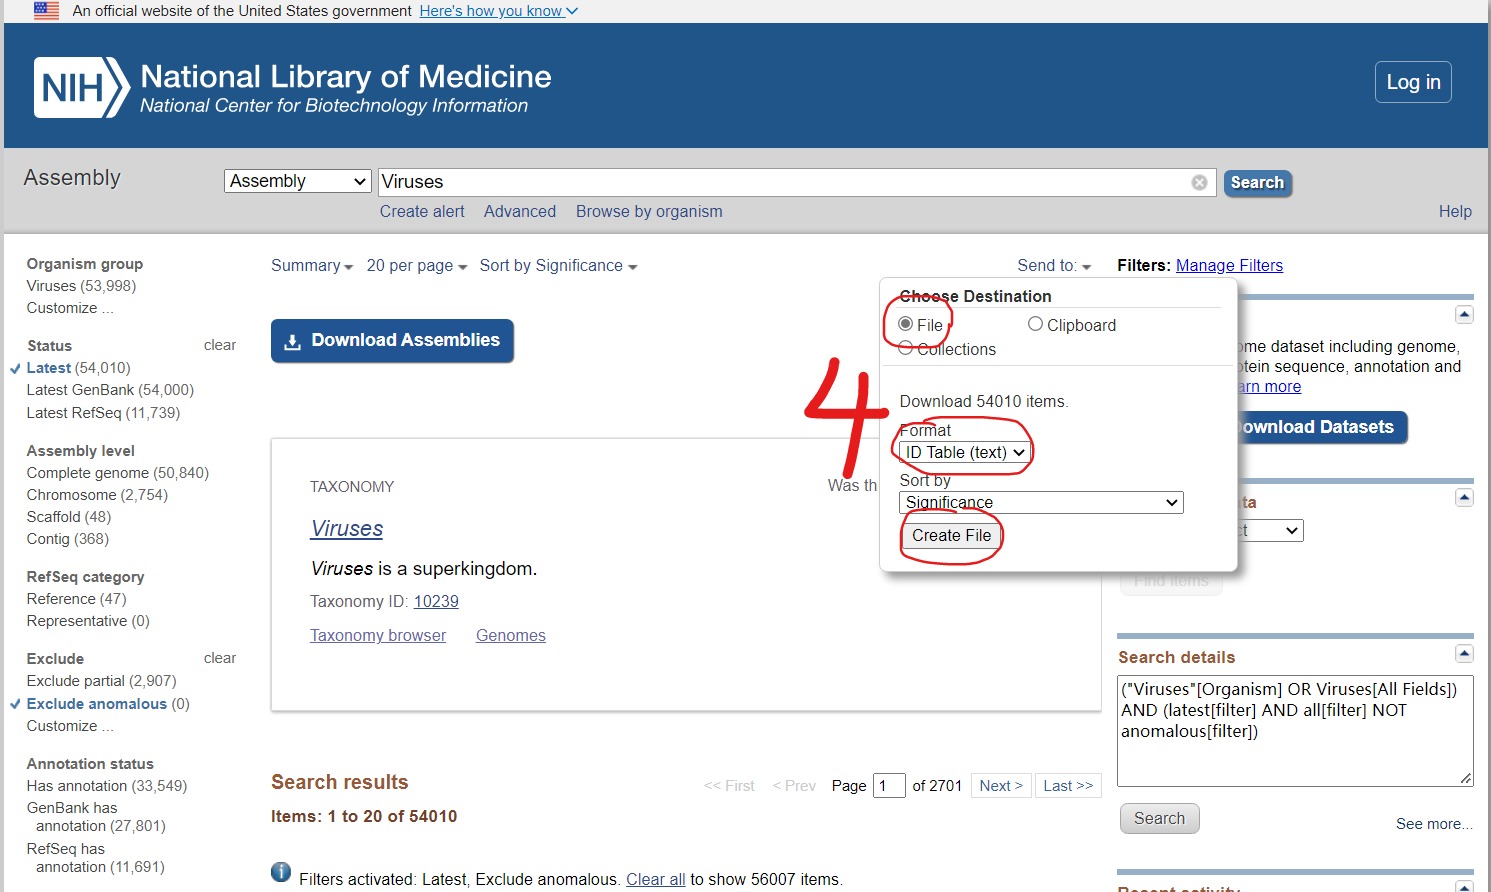 An official website of the United States government Here's how you know
NIH National Library of Medicine
National Center for Biotechnology Information
Log in
Assembly Assembly Viruses Search
Create alert Advanced Browse by organism Help
Organism group
Viruses (53,998)
Customize ...
Status clear
Latest (54,010)
Latest GenBank (54,000)
Latest RefSeq (11,739)
Assembly level
Complete genome (50,840)
Chromosome (2,754)
Scaffold (48)
Contig (368)
RefSeq category
Reference (47)
Representative (0)
Exclude clear
Exclude partial (2,907)
Exclude anomalous (0)
Customize ...
Annotation status
Has annotation (33,549)
GenBank has
annotation (27,801)
RefSeq has
annotation (11,691)
Summary 20 per page Sort by Significance Send to:
Download Assemblies
Choose Destination
File Clipboard
Collections
Download 54010 items.
Format
ID Table (text)
Sort by
Significance
Create File
4
TAXONOMY Was th
Viruses
Viruses is a superkingdom.
Taxonomy ID: 10239
Taxonomy browser Genomes
Search results
<< First < Prev Page 1 of 2701 Next > Last >>
Items: 1 to 20 of 54010
Filters activated: Latest, Exclude anomalous. Clear all to show 56007 items.
Filters: Manage Filters
ome dataset including genome,
otein sequence, annotation and
arn more
ownload Datasets
ta
ct
Find items
Search details
("Viruses"[Organism] OR Viruses[All Fields])
AND (latest[filter] AND all[filter] NOT
anomalous[filter])
Search See more...
Recent activity